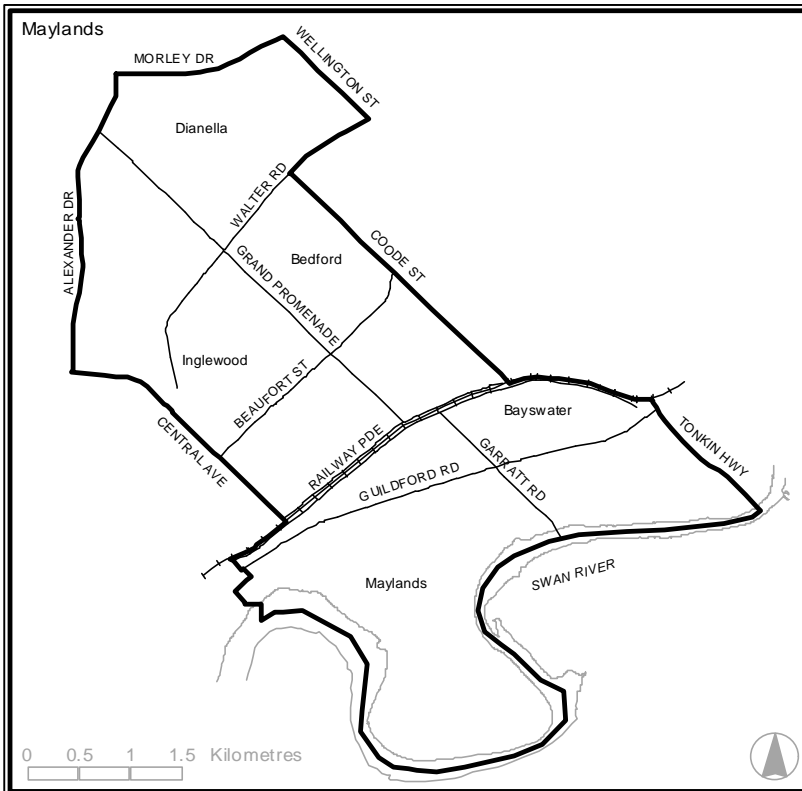 Maylands
MORLEY DR
WELLINGTON ST
Dianella
WALTER RD
ALEXANDER DR
COODE ST
Bedford
GRAND PROMENADE
Inglewood
BEAUFORT ST
Bayswater
CENTRAL AVE
RAILWAY PDE
GARRATT RD
TONKIN HWY
GUILDFORD RD
Maylands
SWAN RIVER
0 0.5 1 1.5 Kilometres